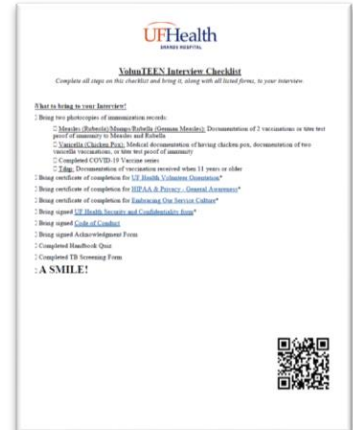 UFHealth
SHANDS HOSPITAL
VolunTEEN Interview Checklist
Complete all steps on this checklist and bring it, along with all listed forms, to your interview.
What to bring to your Interview!
Bring two photocopies of immunization records:
Measles (Rubeola)/Mumps/Rubella (German Measles): Documentation of 2 vaccinations or titer test
proof of immunity to Measles and Rubella
Varicella (Chicken Pox): Medical documentation of having chicken pox, documentation of two
varicella vaccinations, or titer test proof of immunity
Completed COVID-19 Vaccine series
Tdap: Documentation of vaccination received when 11 years or older
Bring certificate of completion for UF Health Volunteer Orientation*
Bring certificate of completion for HIPAA & Privacy - General Awareness*
Bring certificate of completion for Embracing Our Service Culture*
Bring signed UF Health Security and Confidentiality form*
Bring signed Code of Conduct
Bring signed Acknowledgment Form
Completed Handbook Quiz
Completed TB Screening Form
A SMILE!